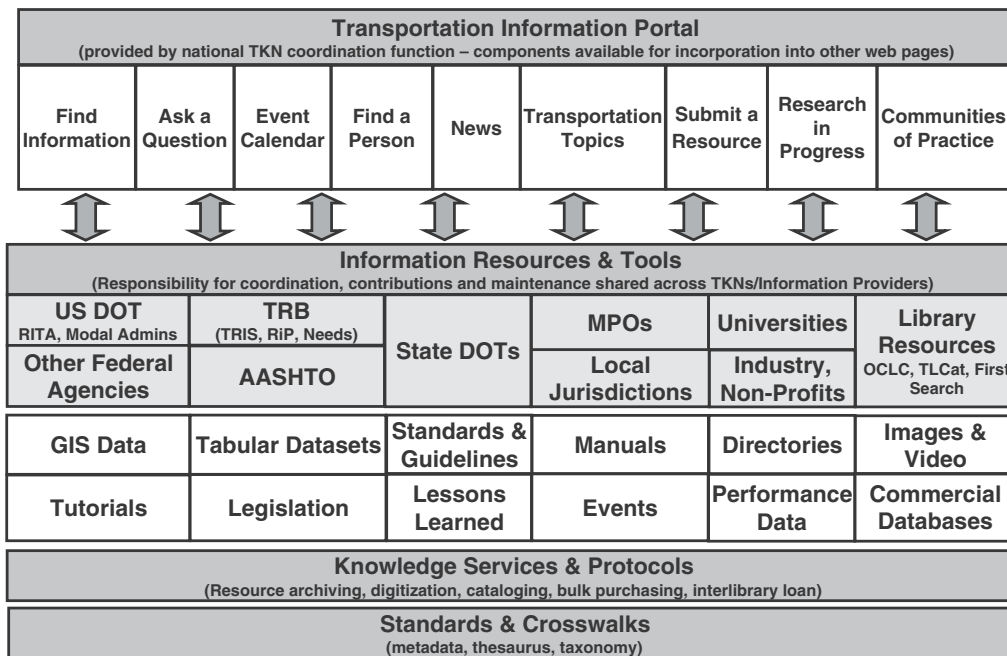 Transportation Information Portal
(provided by national TKN coordination function – components available for incorporation into other web pages)
Find
Information
Ask a
Question
Event
Calendar
Find a
Person
News
Transportation
Topics
Submit a
Resource
Research
in
Progress
Communities
of Practice
Information Resources & Tools
(Responsibility for coordination, contributions and maintenance shared across TKNs/Information Providers)
US DOT
RITA, Modal Admins
TRB
(TRIS, RiP, Needs)
State DOTs
MPOs
Universities
Library
Resources
OCLC, TLCat, First
Search
Other Federal
Agencies
AASHTO
Local
Jurisdictions
Industry,
Non-Profits
GIS Data
Tabular Datasets
Standards &
Guidelines
Manuals
Directories
Images &
Video
Tutorials
Legislation
Lessons
Learned
Events
Performance
Data
Commercial
Databases
Knowledge Services & Protocols
(Resource archiving, digitization, cataloging, bulk purchasing, interlibrary loan)
Standards & Crosswalks
(metadata, thesaurus, taxonomy)